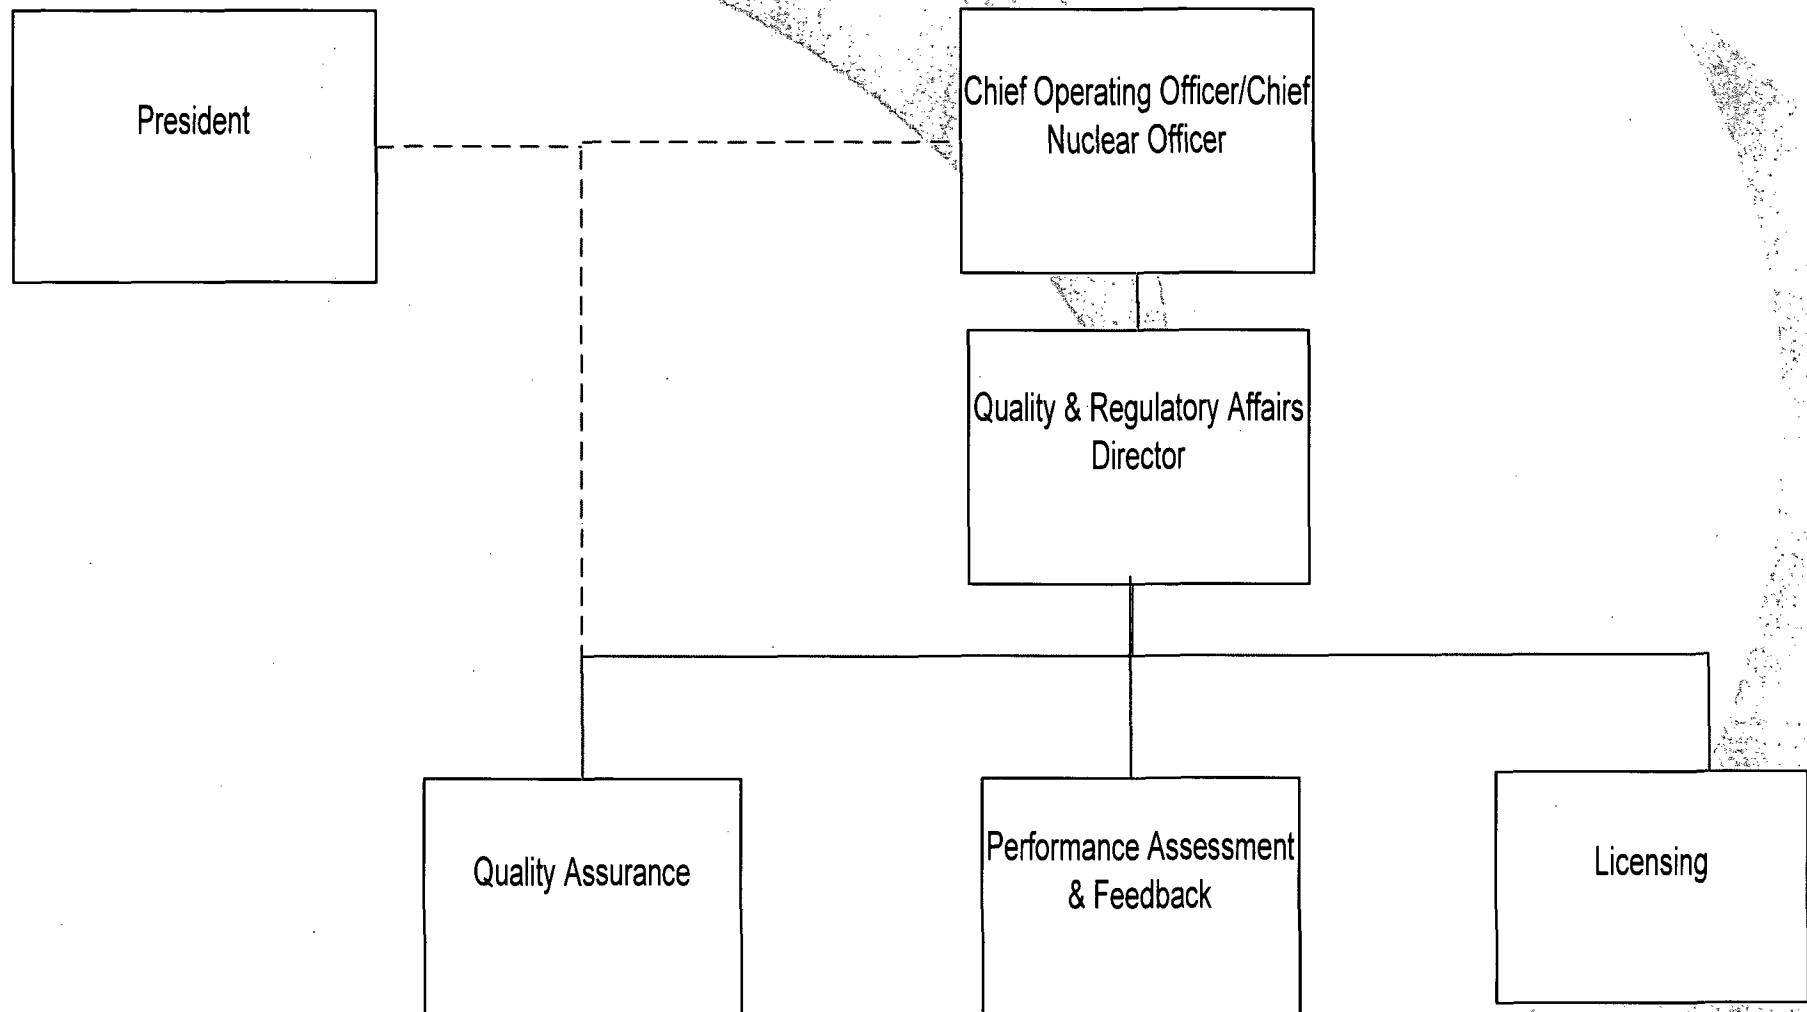 President
Chief Operating Officer/Chief
Nuclear Officer
Quality & Regulatory Affairs
Director
Quality Assurance
Performance Assessment
& Feedback
Licensing